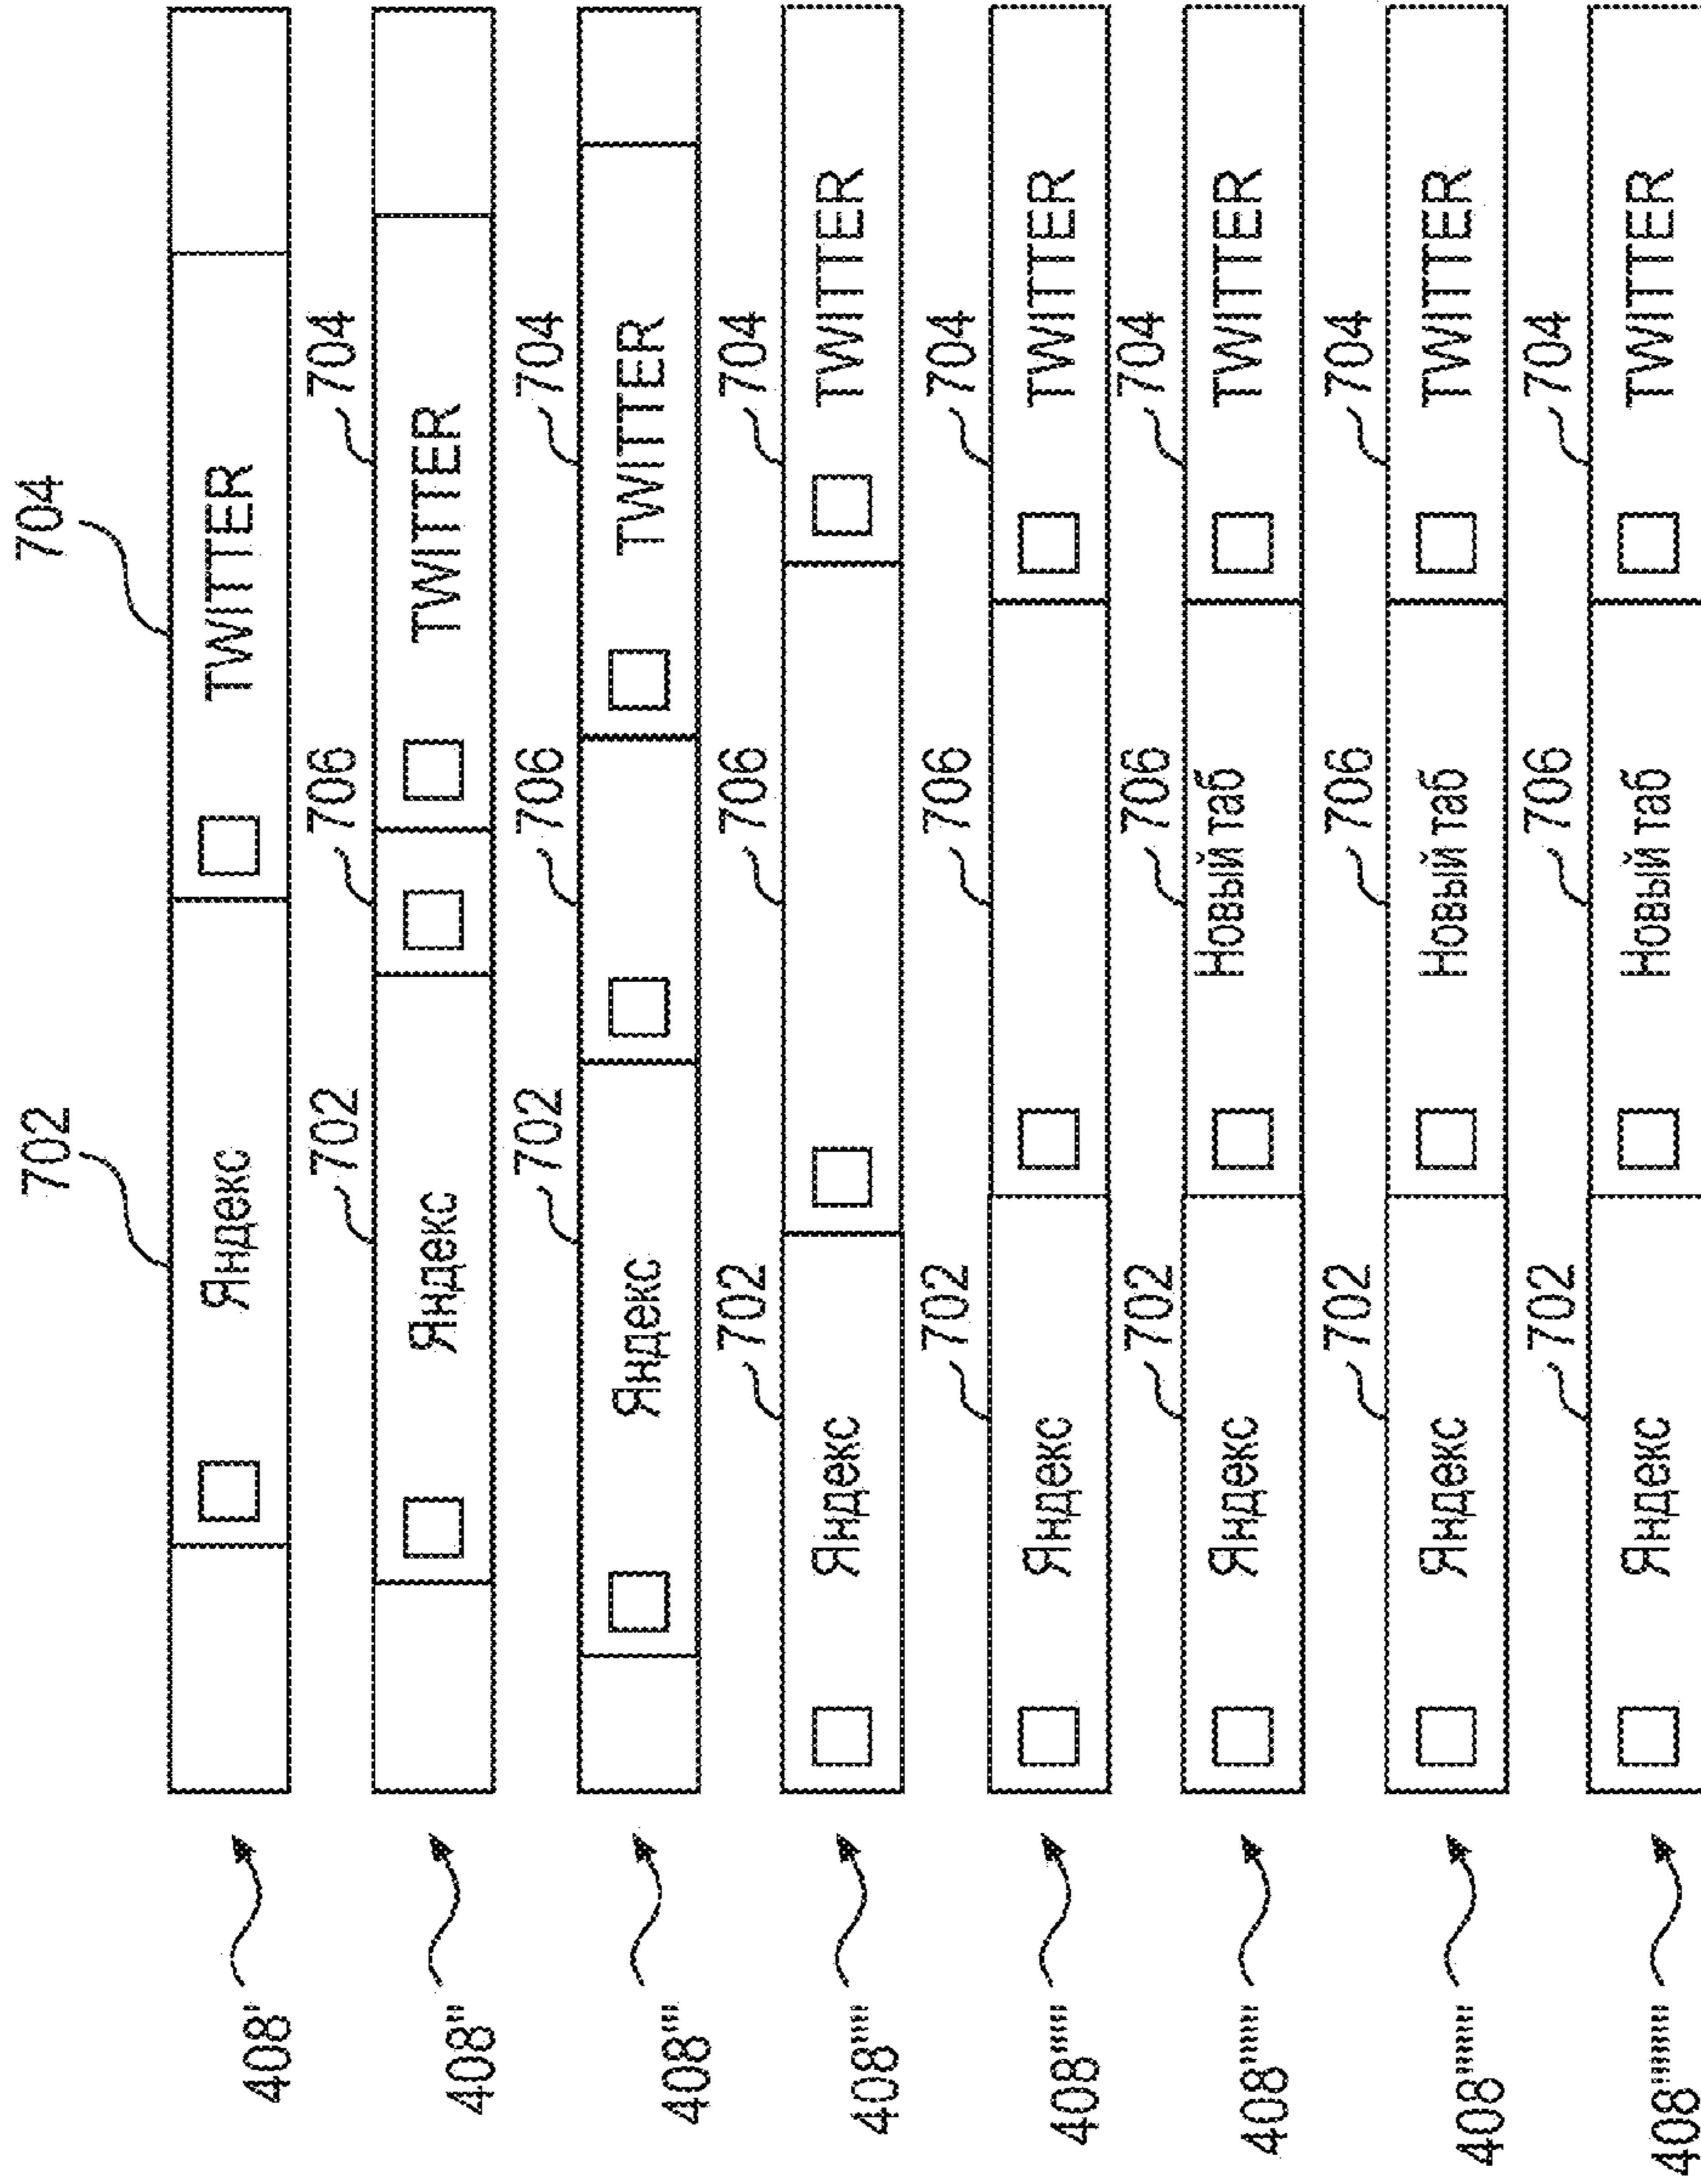 702 704
408' Яндекс TWITTER
702 706 704
408'' Яндекс TWITTER
702 706 704
408''' Яндекс TWITTER
702 706 704
408'''' Яндекс TWITTER
702 706 704
408''''' Яндекс TWITTER
702 706 704
408'''''' Яндекс Новый таб TWITTER
702 706 704
408''''''' Яндекс Новый таб TWITTER
702 706 704
408'''''''' Яндекс Новый таб TWITTER